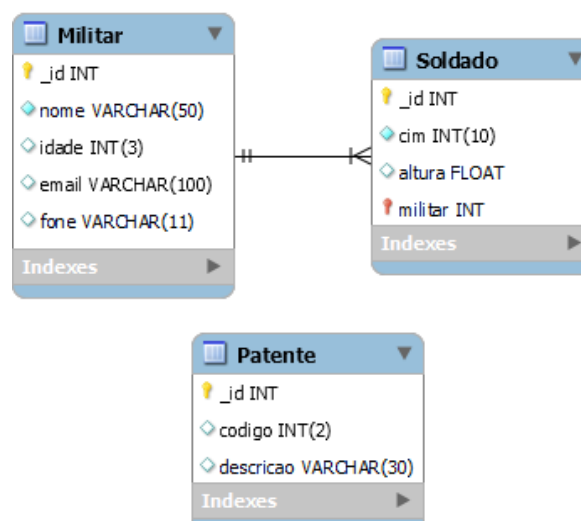 Militar
_id INT
nome VARCHAR(50)
idade INT(3)
email VARCHAR(100)
fone VARCHAR(11)
Indexes
Soldado
_id INT
cim INT(10)
altura FLOAT
militar INT
Indexes
Patente
_id INT
codigo INT(2)
descricao VARCHAR(30)
Indexes